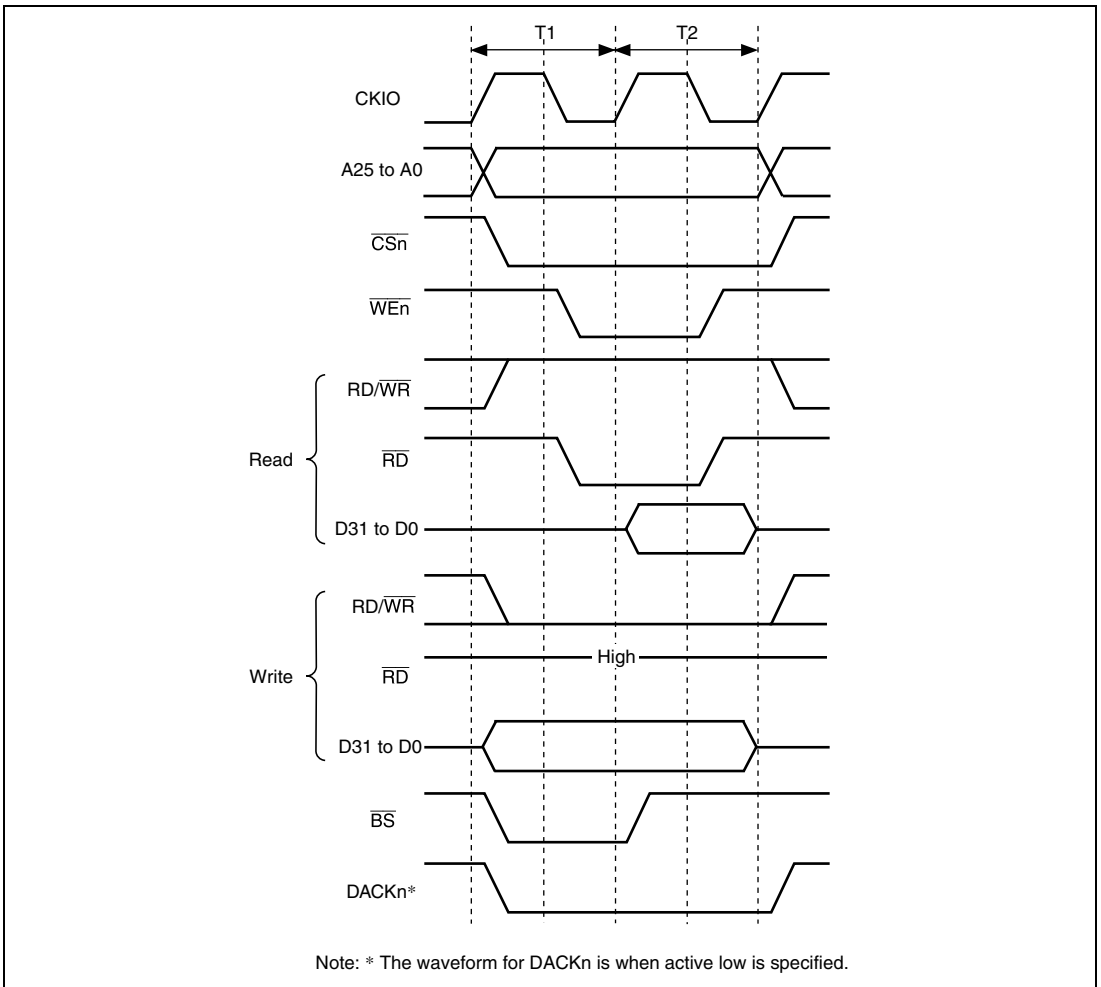 T1
T2
CKIO
A25 to A0
CSn
WEn
RD/WR
Read
RD
D31 to D0
RD/WR
High
Write
RD
D31 to D0
BS
DACKn*
Note: * The waveform for DACKn is when active low is specified.